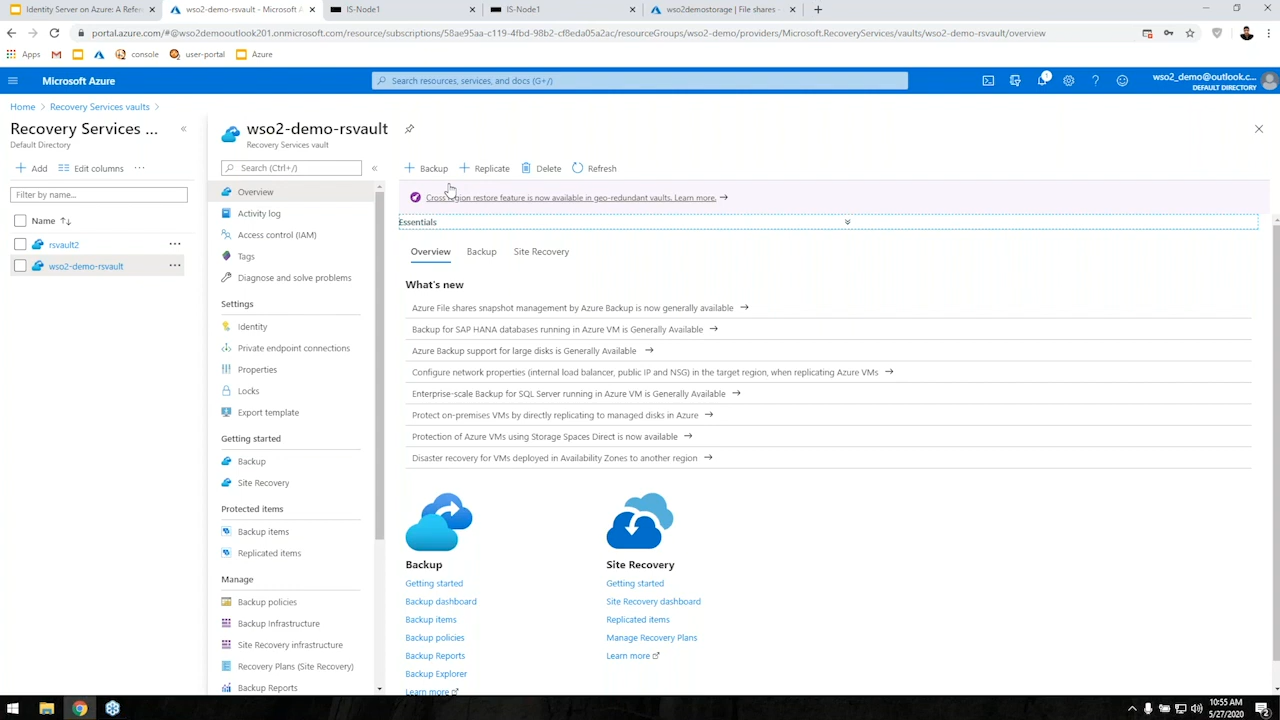 Identity Server on Azure: A Refere
wso2-demo-rsvault - Microsoft A
IS-Node1
IS-Node1
wso2demostorage | File shares -
portal.azure.com/#@wso2demooutlook201.onmicrosoft.com/resource/subscriptions/58ae95aa-c119-4fbd-98b2-cf8eda05a2ac/resourceGroups/wso2-demo/providers/Microsoft.RecoveryServices/vaults/wso2-demo-rsvault/overview
Apps
console
user-portal
Azure
Microsoft Azure
Search resources, services, and docs (G+/)
1
wso2_demo@outlook.c...
DEFAULT DIRECTORY
Home > Recovery Services vaults >
Recovery Services ...
Default Directory
Add
Edit columns
Filter by name...
Name
rsvault2
wso2-demo-rsvault
wso2-demo-rsvault
Recovery Services vault
Search (Ctrl+/)
Overview
Activity log
Access control (IAM)
Tags
Diagnose and solve problems
Settings
Identity
Private endpoint connections
Properties
Locks
Export template
Getting started
Backup
Site Recovery
Protected items
Backup items
Replicated items
Manage
Backup policies
Backup Infrastructure
Site Recovery infrastructure
Recovery Plans (Site Recovery)
Backup Reports
Backup
Replicate
Delete
Refresh
Cross region restore feature is now available in geo-redundant vaults. Learn more.
Essentials
Overview
Backup
Site Recovery
What's new
Azure File shares snapshot management by Azure Backup is now generally available
Backup for SAP HANA databases running in Azure VM is Generally Available
Azure Backup support for large disks is Generally Available
Configure network properties (internal load balancer, public IP and NSG) in the target region, when replicating Azure VMs
Enterprise-scale Backup for SQL Server running in Azure VM is Generally Available
Protect on-premises VMs by directly replicating to managed disks in Azure
Protection of Azure VMs using Storage Spaces Direct is now available
Disaster recovery for VMs deployed in Availability Zones to another region
Backup
Getting started
Backup dashboard
Backup items
Backup policies
Backup Reports
Backup Explorer
Learn more
Site Recovery
Getting started
Site Recovery dashboard
Replicated items
Manage Recovery Plans
Learn more
10:55 AM
5/27/2020
2